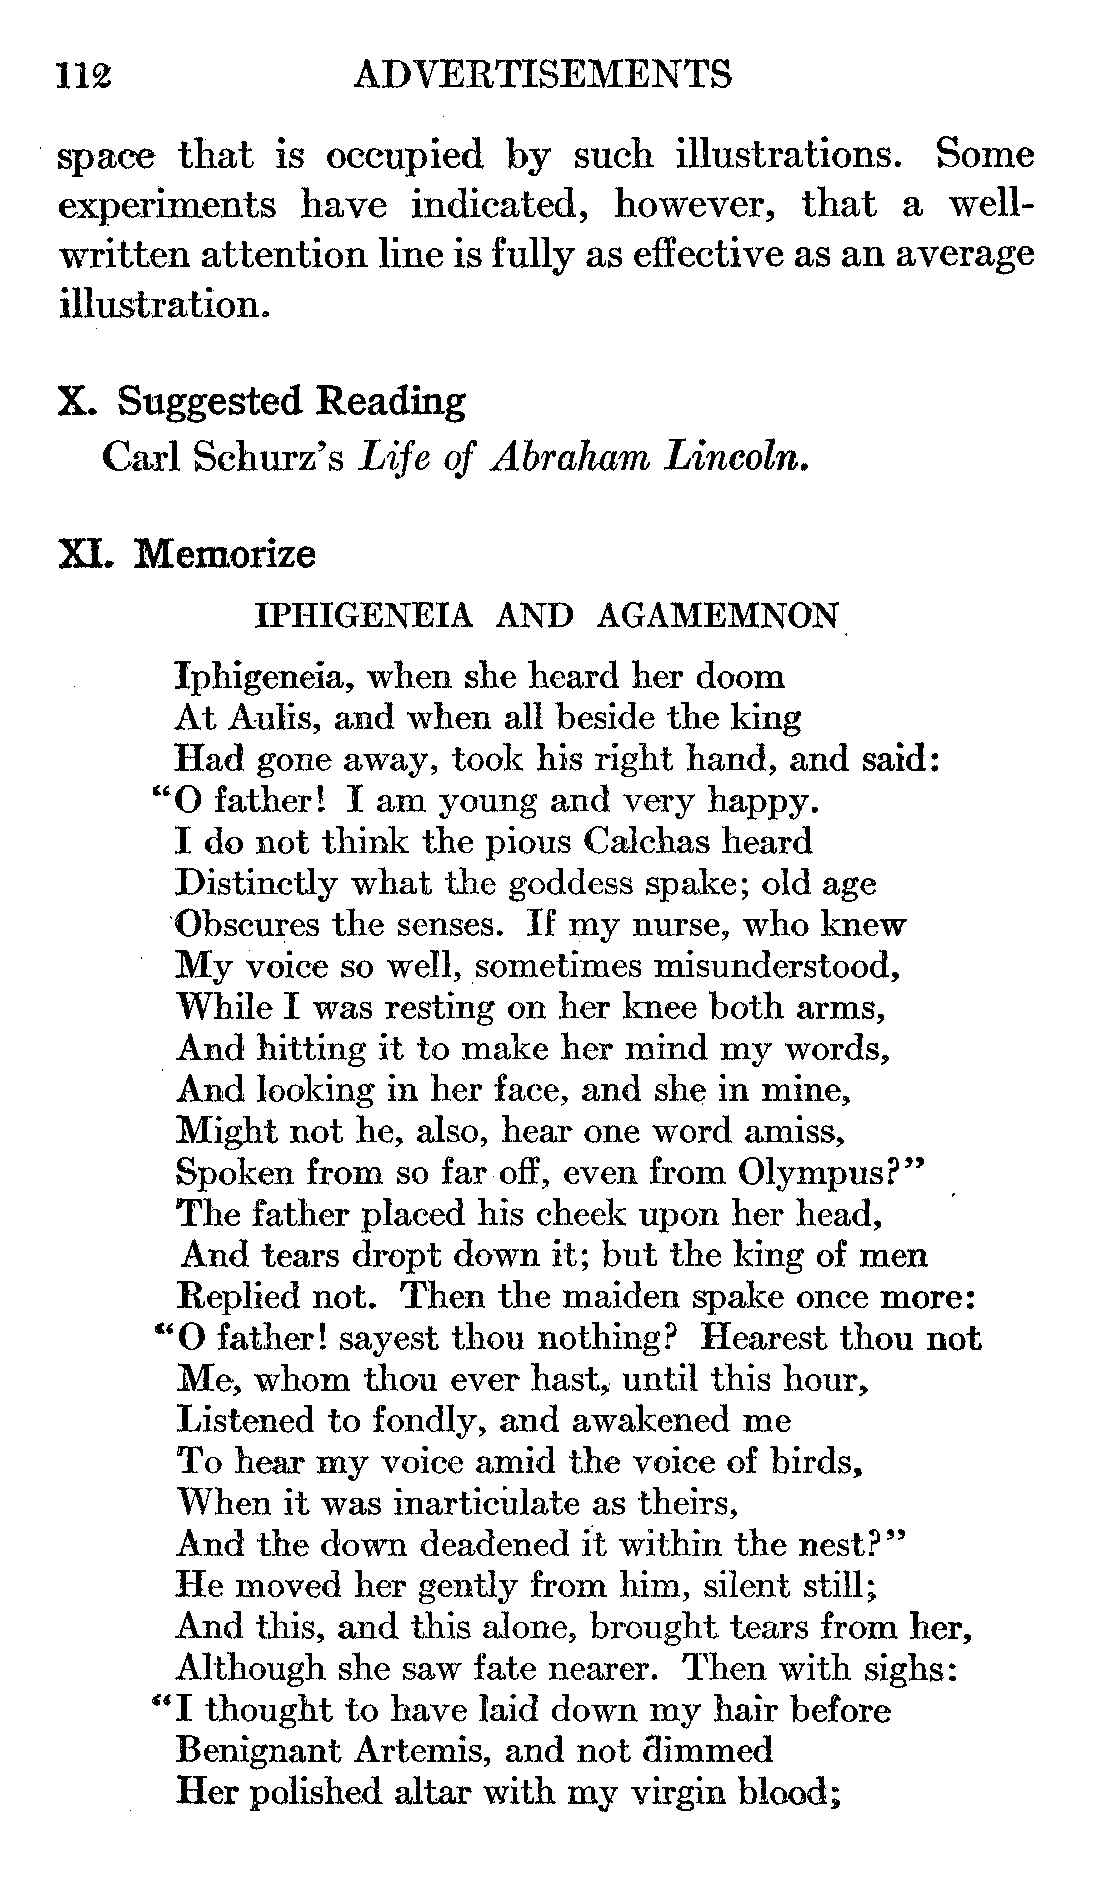 112 ADVERTISEMENTS
space that is occupied by such illustrations. Some
experiments have indicated, however, that a well-
written attention line is fully as effective as an average
illustration.
X. Suggested Reading
Carl Schurz's Life of Abraham Lincoln.
XI. Memorize
IPHIGENEIA AND AGAMEMNON
Iphigeneia, when she heard her doom
At Aulis, and when all beside the king
Had gone away, took his right hand, and said:
“O father! I am young and very happy.
I do not think the pious Calchas heard
Distinctly what the goddess spake; old age
Obscures the senses. If my nurse, who knew
My voice so well, sometimes misunderstood,
While I was resting on her knee both arms,
And hitting it to make her mind my words,
And looking in her face, and she in mine,
Might not he, also, hear one word amiss,
Spoken from so far off, even from Olympus?”
The father placed his cheek upon her head,
And tears dropt down it; but the king of men
Replied not. Then the maiden spake once more:
“O father! sayest thou nothing? Hearest thou not
Me, whom thou ever hast, until this hour,
Listened to fondly, and awakened me
To hear my voice amid the voice of birds,
When it was inarticulate as theirs,
And the down deadened it within the nest?”
He moved her gently from him, silent still;
And this, and this alone, brought tears from her,
Although she saw fate nearer. Then with sighs:
“I thought to have laid down my hair before
Benignant Artemis, and not dimmed
Her polished altar with my virgin blood;